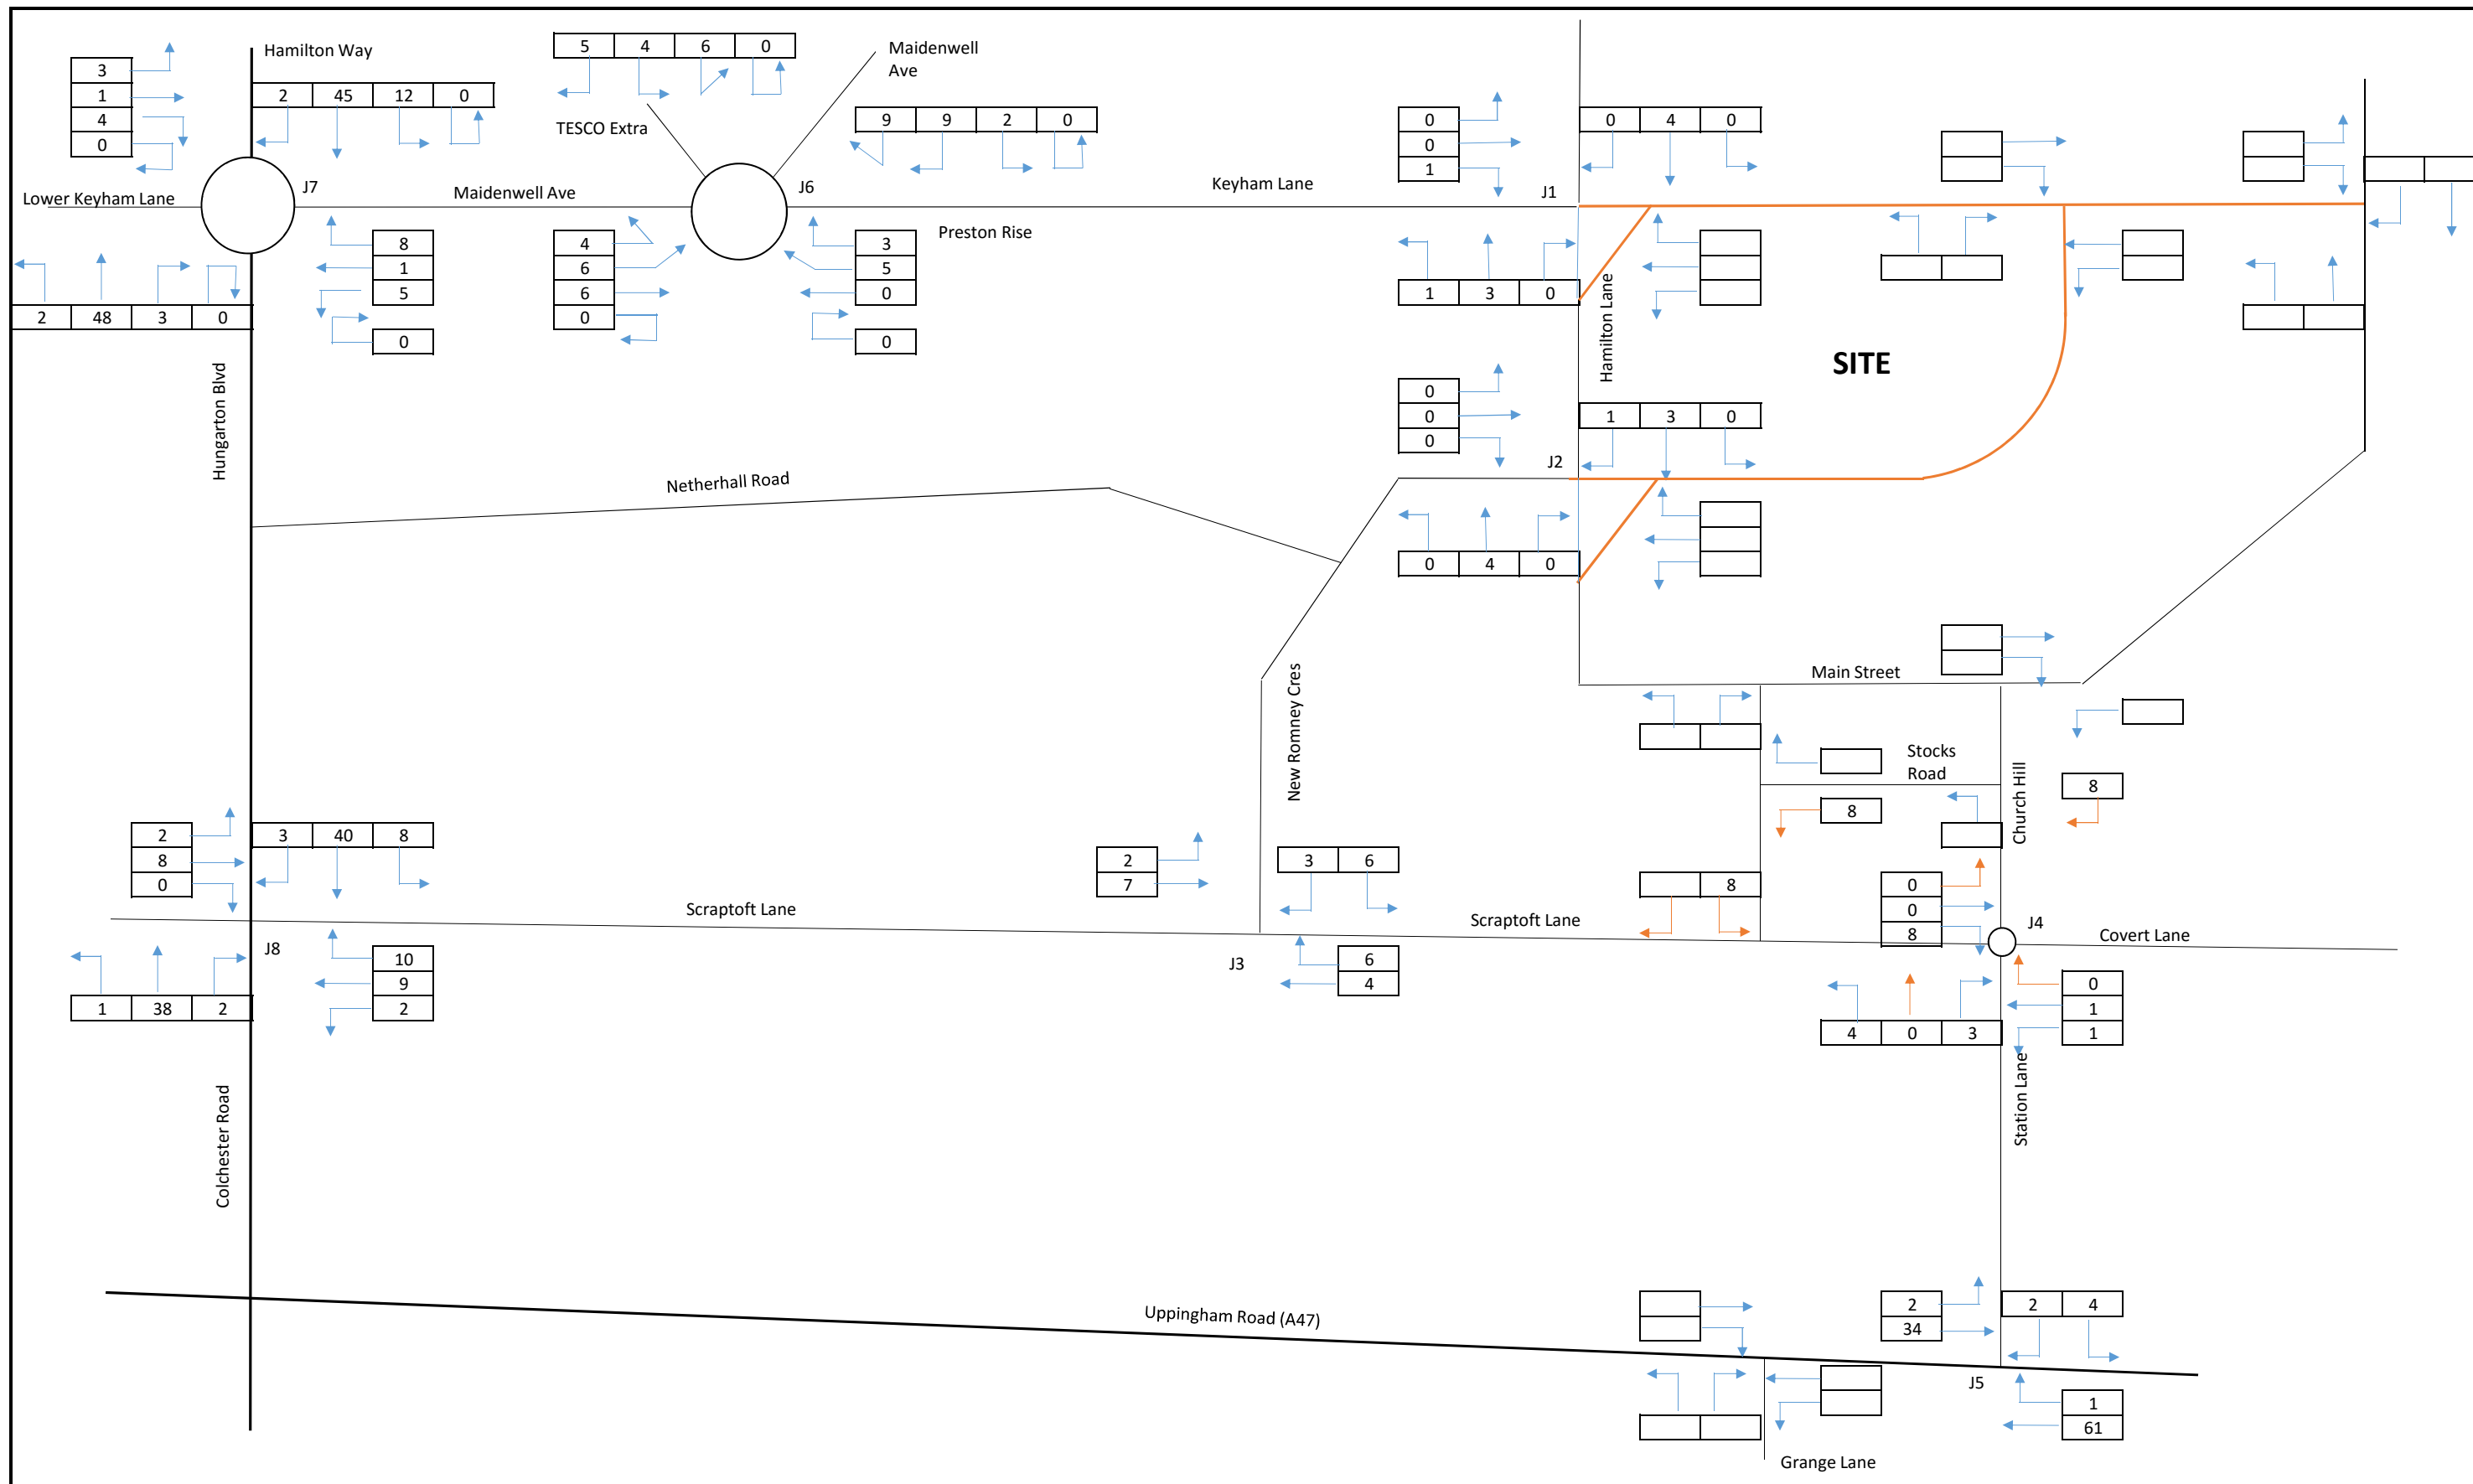 Hamilton Way
5 4 6 0
Maidenwell
Ave
3
1
4
0
2 45 12 0
TESCO Extra
9 9 2 0
0
0
1
0 4 0
J7
J6
Keyham Lane
J1
Lower Keyham Lane
Maidenwell Ave
Preston Rise
8
1
5
0
4
6
6
0
3
5
0
0
2 48 3 0
1 3 0
Hamilton Lane
SITE
Hungarton Blvd
0
0
0
1 3 0
J2
Netherhall Road
0 4 0
Main Street
New Romney Cres
Stocks
Road
Church Hill
8
8
2
8
0
3 40 8
2
7
3 6
8
0
0
8
Scraptoft Lane
Scraptoft Lane
J4
Covert Lane
J8
J3
10
9
2
6
4
0
1
1
1 38 2
4 0 3
Station Lane
Colchester Road
Uppingham Road (A47)
2
34
2 4
J5
1
61
Grange Lane